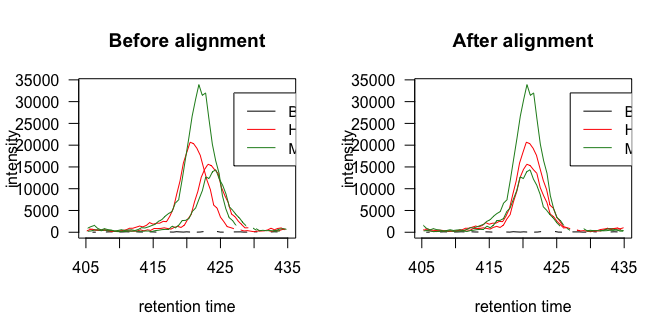 Before alignment
intensity
35000
30000
25000
20000
15000
10000
5000
0
B
H
M
405
415
425
435
retention time
After alignment
intensity
35000
30000
25000
20000
15000
10000
5000
0
B
H
M
405
415
425
435
retention time